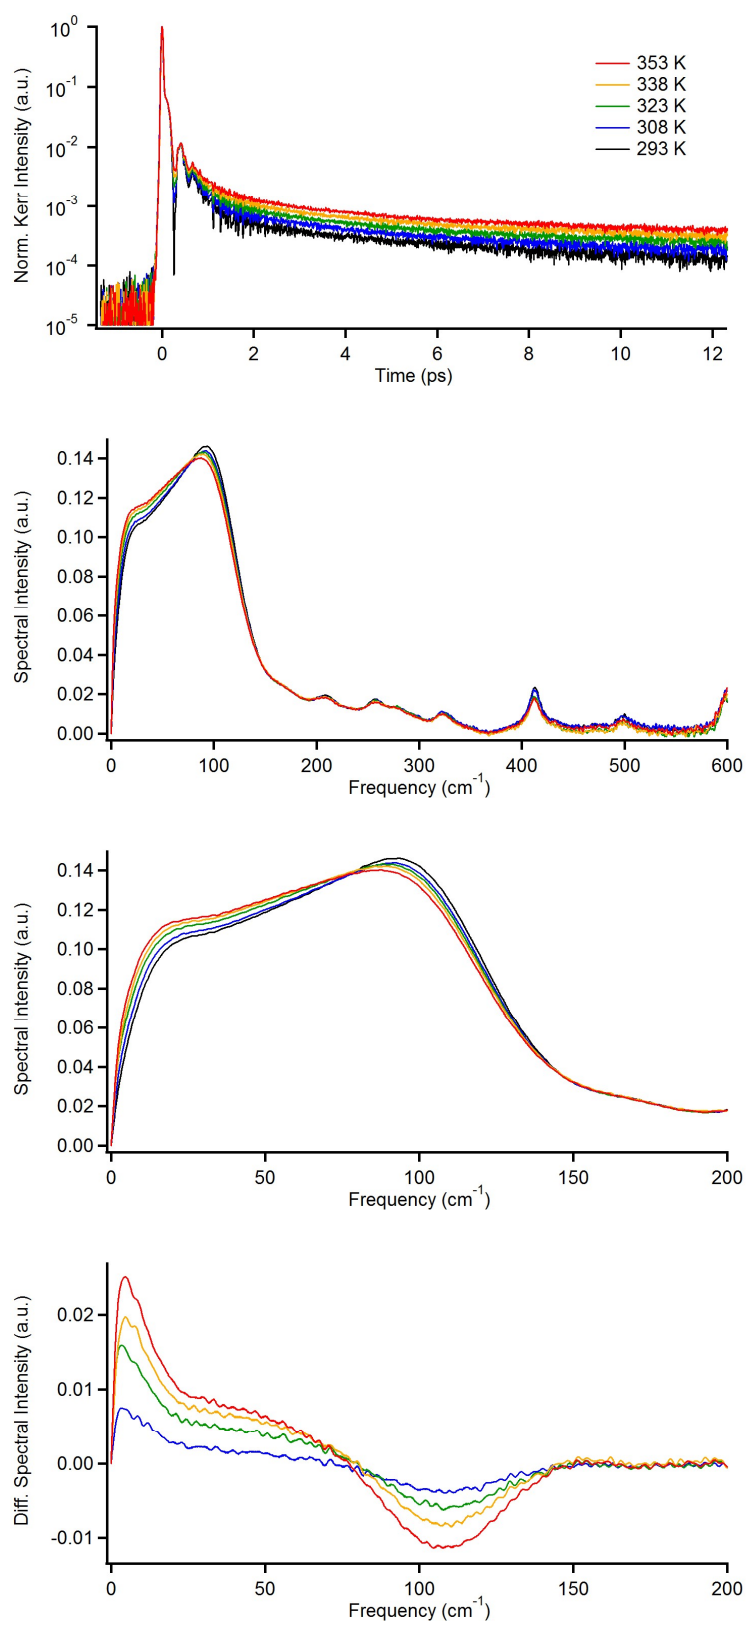 Norm. Kerr Intensity (a.u.)
10^0
10^-1
10^-2
10^-3
10^-4
10^-5
353 K
338 K
323 K
308 K
293 K
0 2 4 6 8 10 12
Time (ps)
Spectral Intensity (a.u.)
0.14
0.12
0.10
0.08
0.06
0.04
0.02
0.00
0 100 200 300 400 500 600
Frequency (cm^-1)
Spectral Intensity (a.u.)
0.14
0.12
0.10
0.08
0.06
0.04
0.02
0.00
0 50 100 150 200
Frequency (cm^-1)
Diff. Spectral Intensity (a.u.)
0.02
0.01
0.00
-0.01
0 50 100 150 200
Frequency (cm^-1)